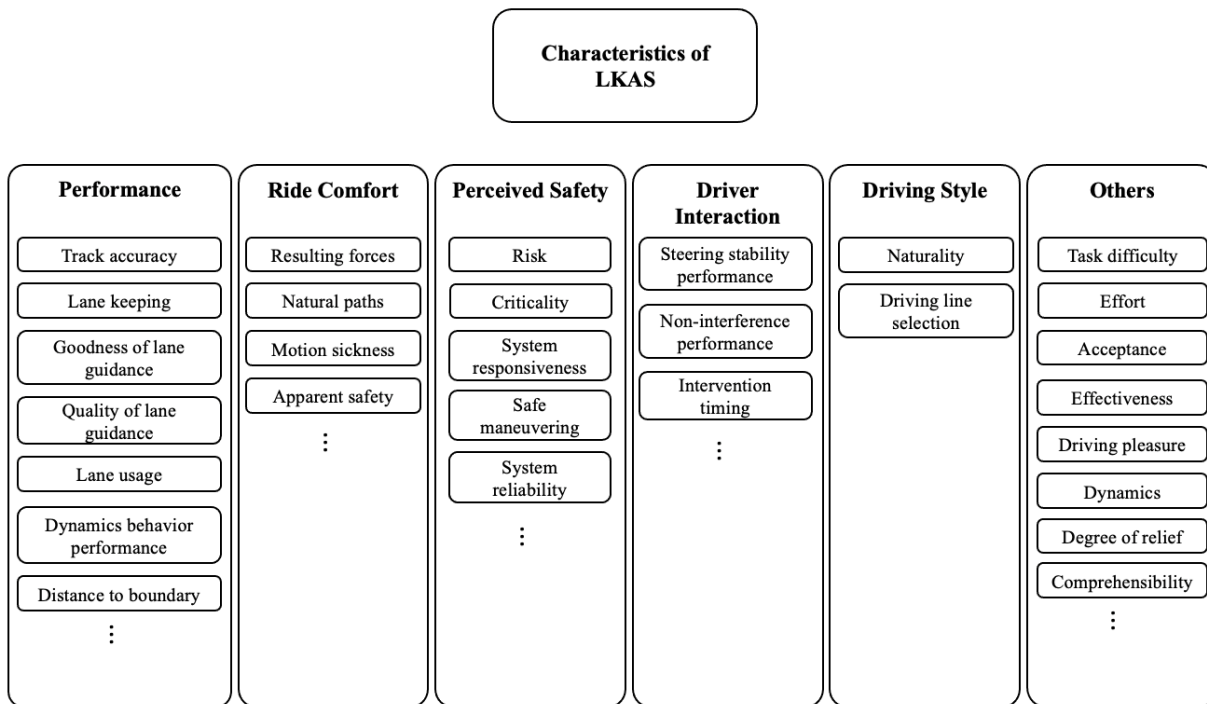 Characteristics of
LKAS
Performance
Track accuracy
Lane keeping
Goodness of lane
guidance
Quality of lane
guidance
Lane usage
Dynamics behavior
performance
Distance to boundary
⋮
Ride Comfort
Resulting forces
Natural paths
Motion sickness
Apparent safety
⋮
Perceived Safety
Risk
Criticality
System
responsiveness
Safe
maneuvering
System
reliability
⋮
Driver
Interaction
Steering stability
performance
Non-interference
performance
Intervention
timing
⋮
Driving Style
Naturality
Driving line
selection
Others
Task difficulty
Effort
Acceptance
Effectiveness
Driving pleasure
Dynamics
Degree of relief
Comprehensibility
⋮